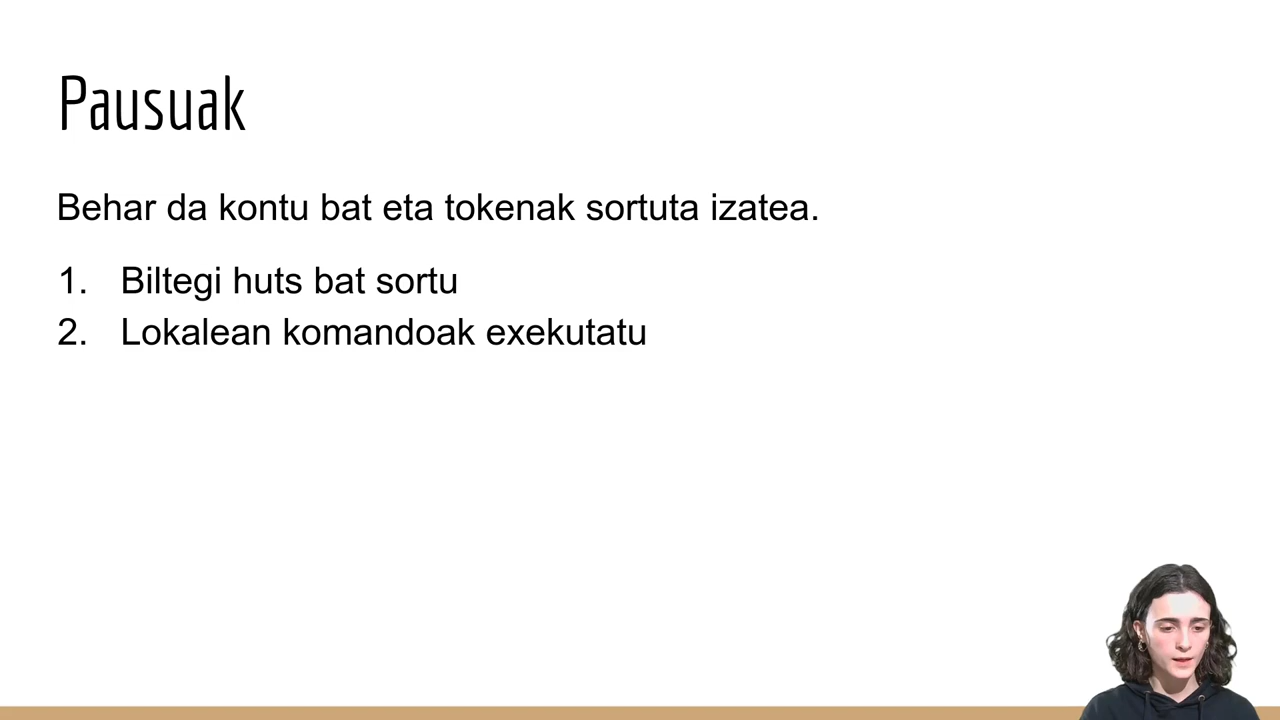 Pausuak
Behar da kontu bat eta tokenak sortuta izatea.
1. Biltegi huts bat sortu
2. Lokalean komandoak exekutatu